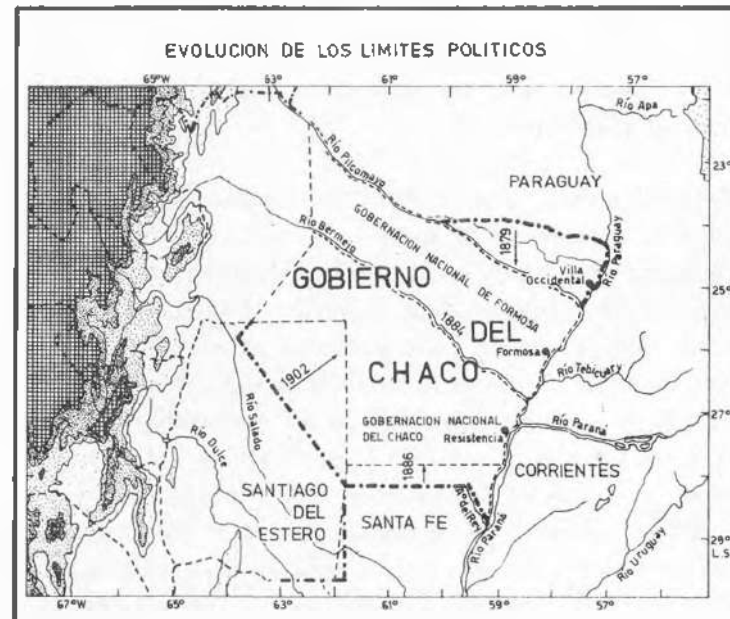 EVOLUCION DE LOS LIMITES POLITICOS
69°W 63° 61° 59° 57°
Río Apa
23°
Río Pilcomayo
PARAGUAY
1879
Río Paraguay
Villa
Occidental
25°
Río Bermejo
GOBERNACION NACIONAL DE FORMOSA
GOBIERNO
DEL
1884
Formosa
CHACO
1902
Río Tebicuary
Río Salado
Río Dulce
GOBERNACION NACIONAL
DEL CHACO
Resistencia
Río Paraná
27°
1886
CORRIENTES
SANTIAGO
DEL
ESTERO
SANTA FE
Río Paraná
Río Uruguay
29°
L.S
67°W 65° 63° 61° 59° 57°